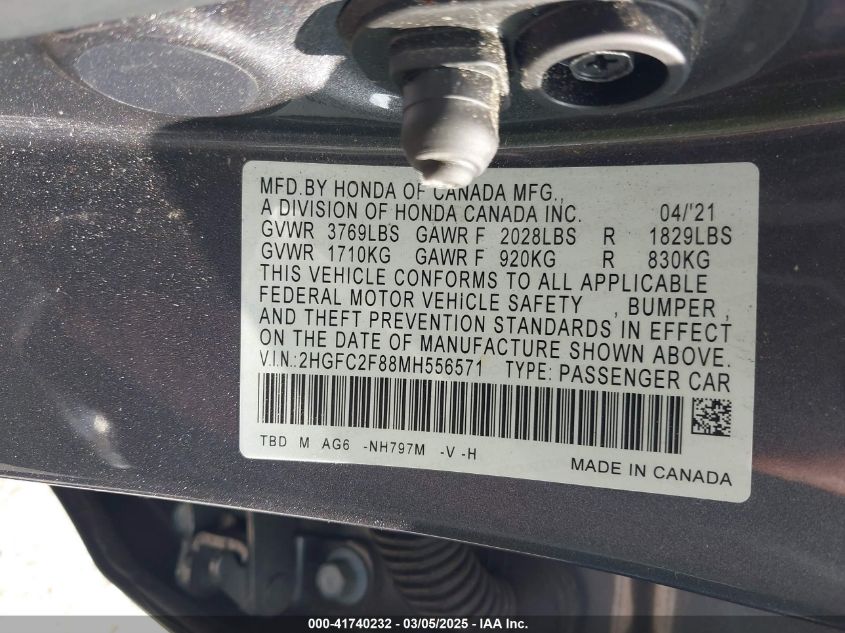 MFD.BY HONDA OF CANADA MFG.,
A DIVISION OF HONDA CANADA INC. 04/'21
GVWR 3769LBS GAWR F 2028LBS R 1829LBS
GVWR 1710KG GAWR F 920KG R 830KG
THIS VEHICLE CONFORMS TO ALL APPLICABLE
FEDERAL MOTOR VEHICLE SAFETY , BUMPER ,
AND THEFT PREVENTION STANDARDS IN EFFECT
ON THE DATE OF MANUFACTURE SHOWN ABOVE.
V.I.N.:2HGFC2F88MH556571 TYPE: PASSENGER CAR
TBD M AG6 -NH797M -V -H
MADE IN CANADA
000-41740232 - 03/05/2025 - IAA Inc.